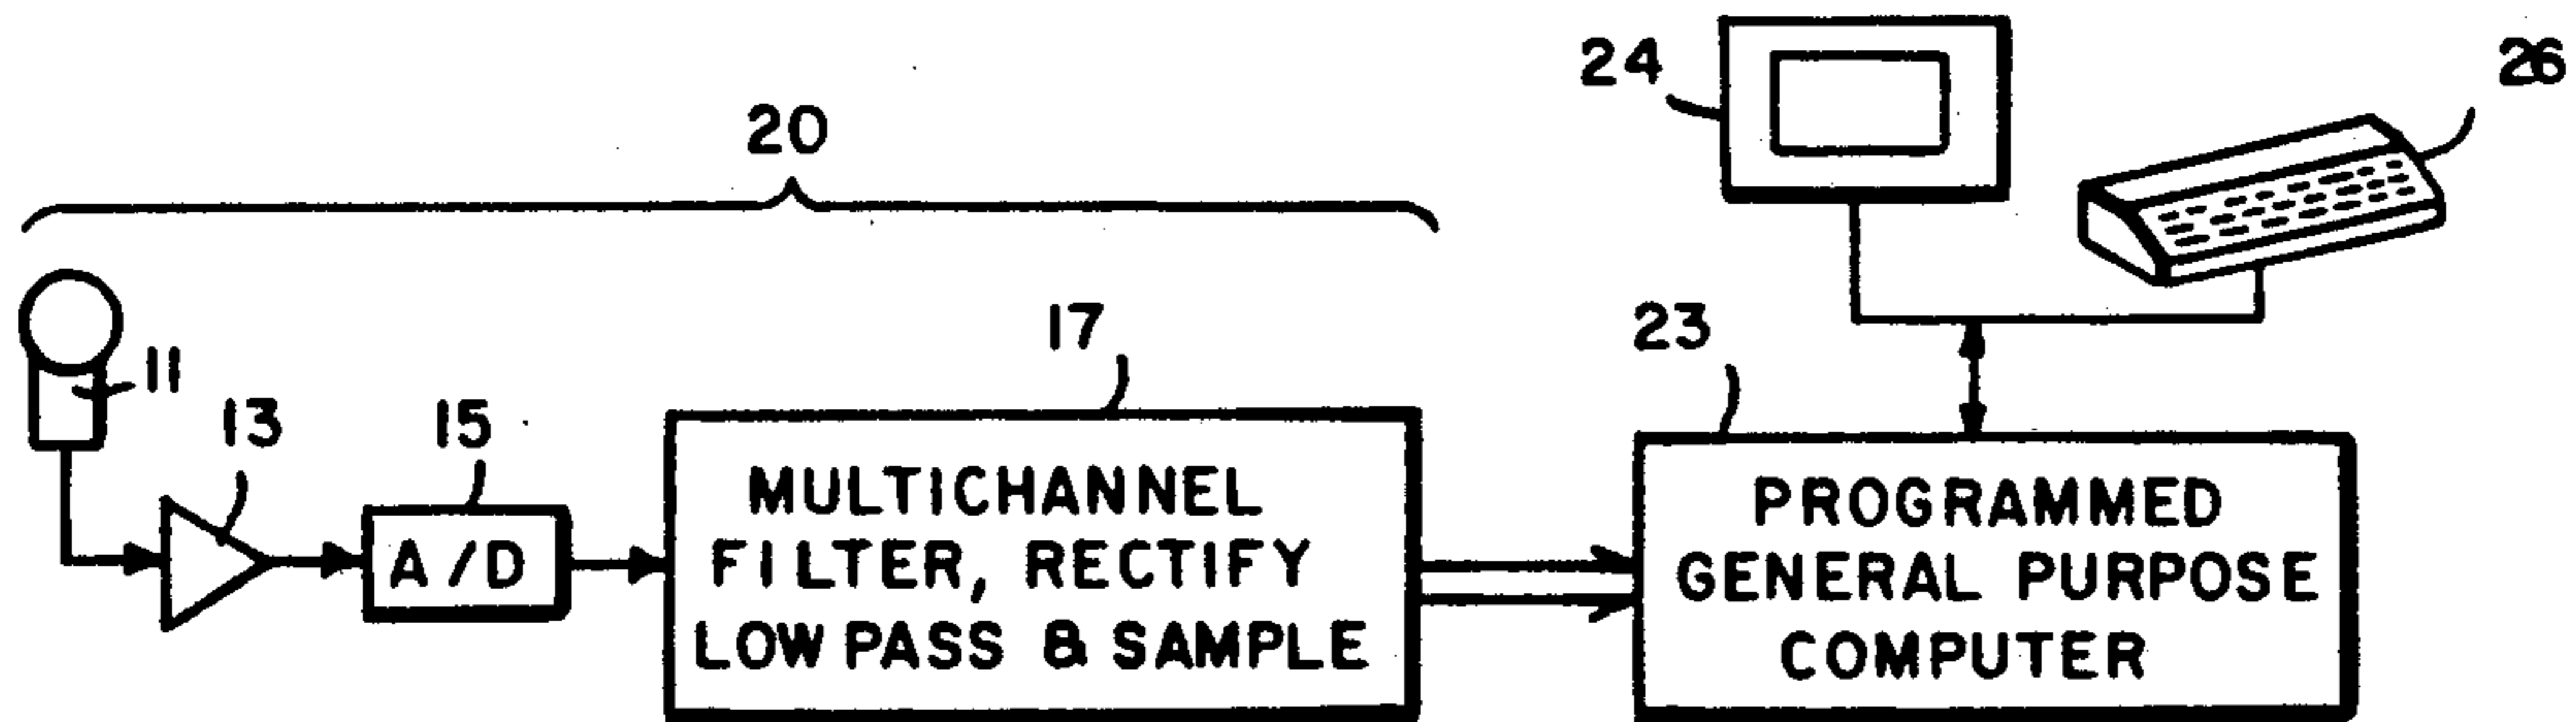 20
24
26
11
13
15
17
23
A/D
MULTICHANNEL
FILTER, RECTIFY
LOW PASS & SAMPLE
PROGRAMMED
GENERAL PURPOSE
COMPUTER